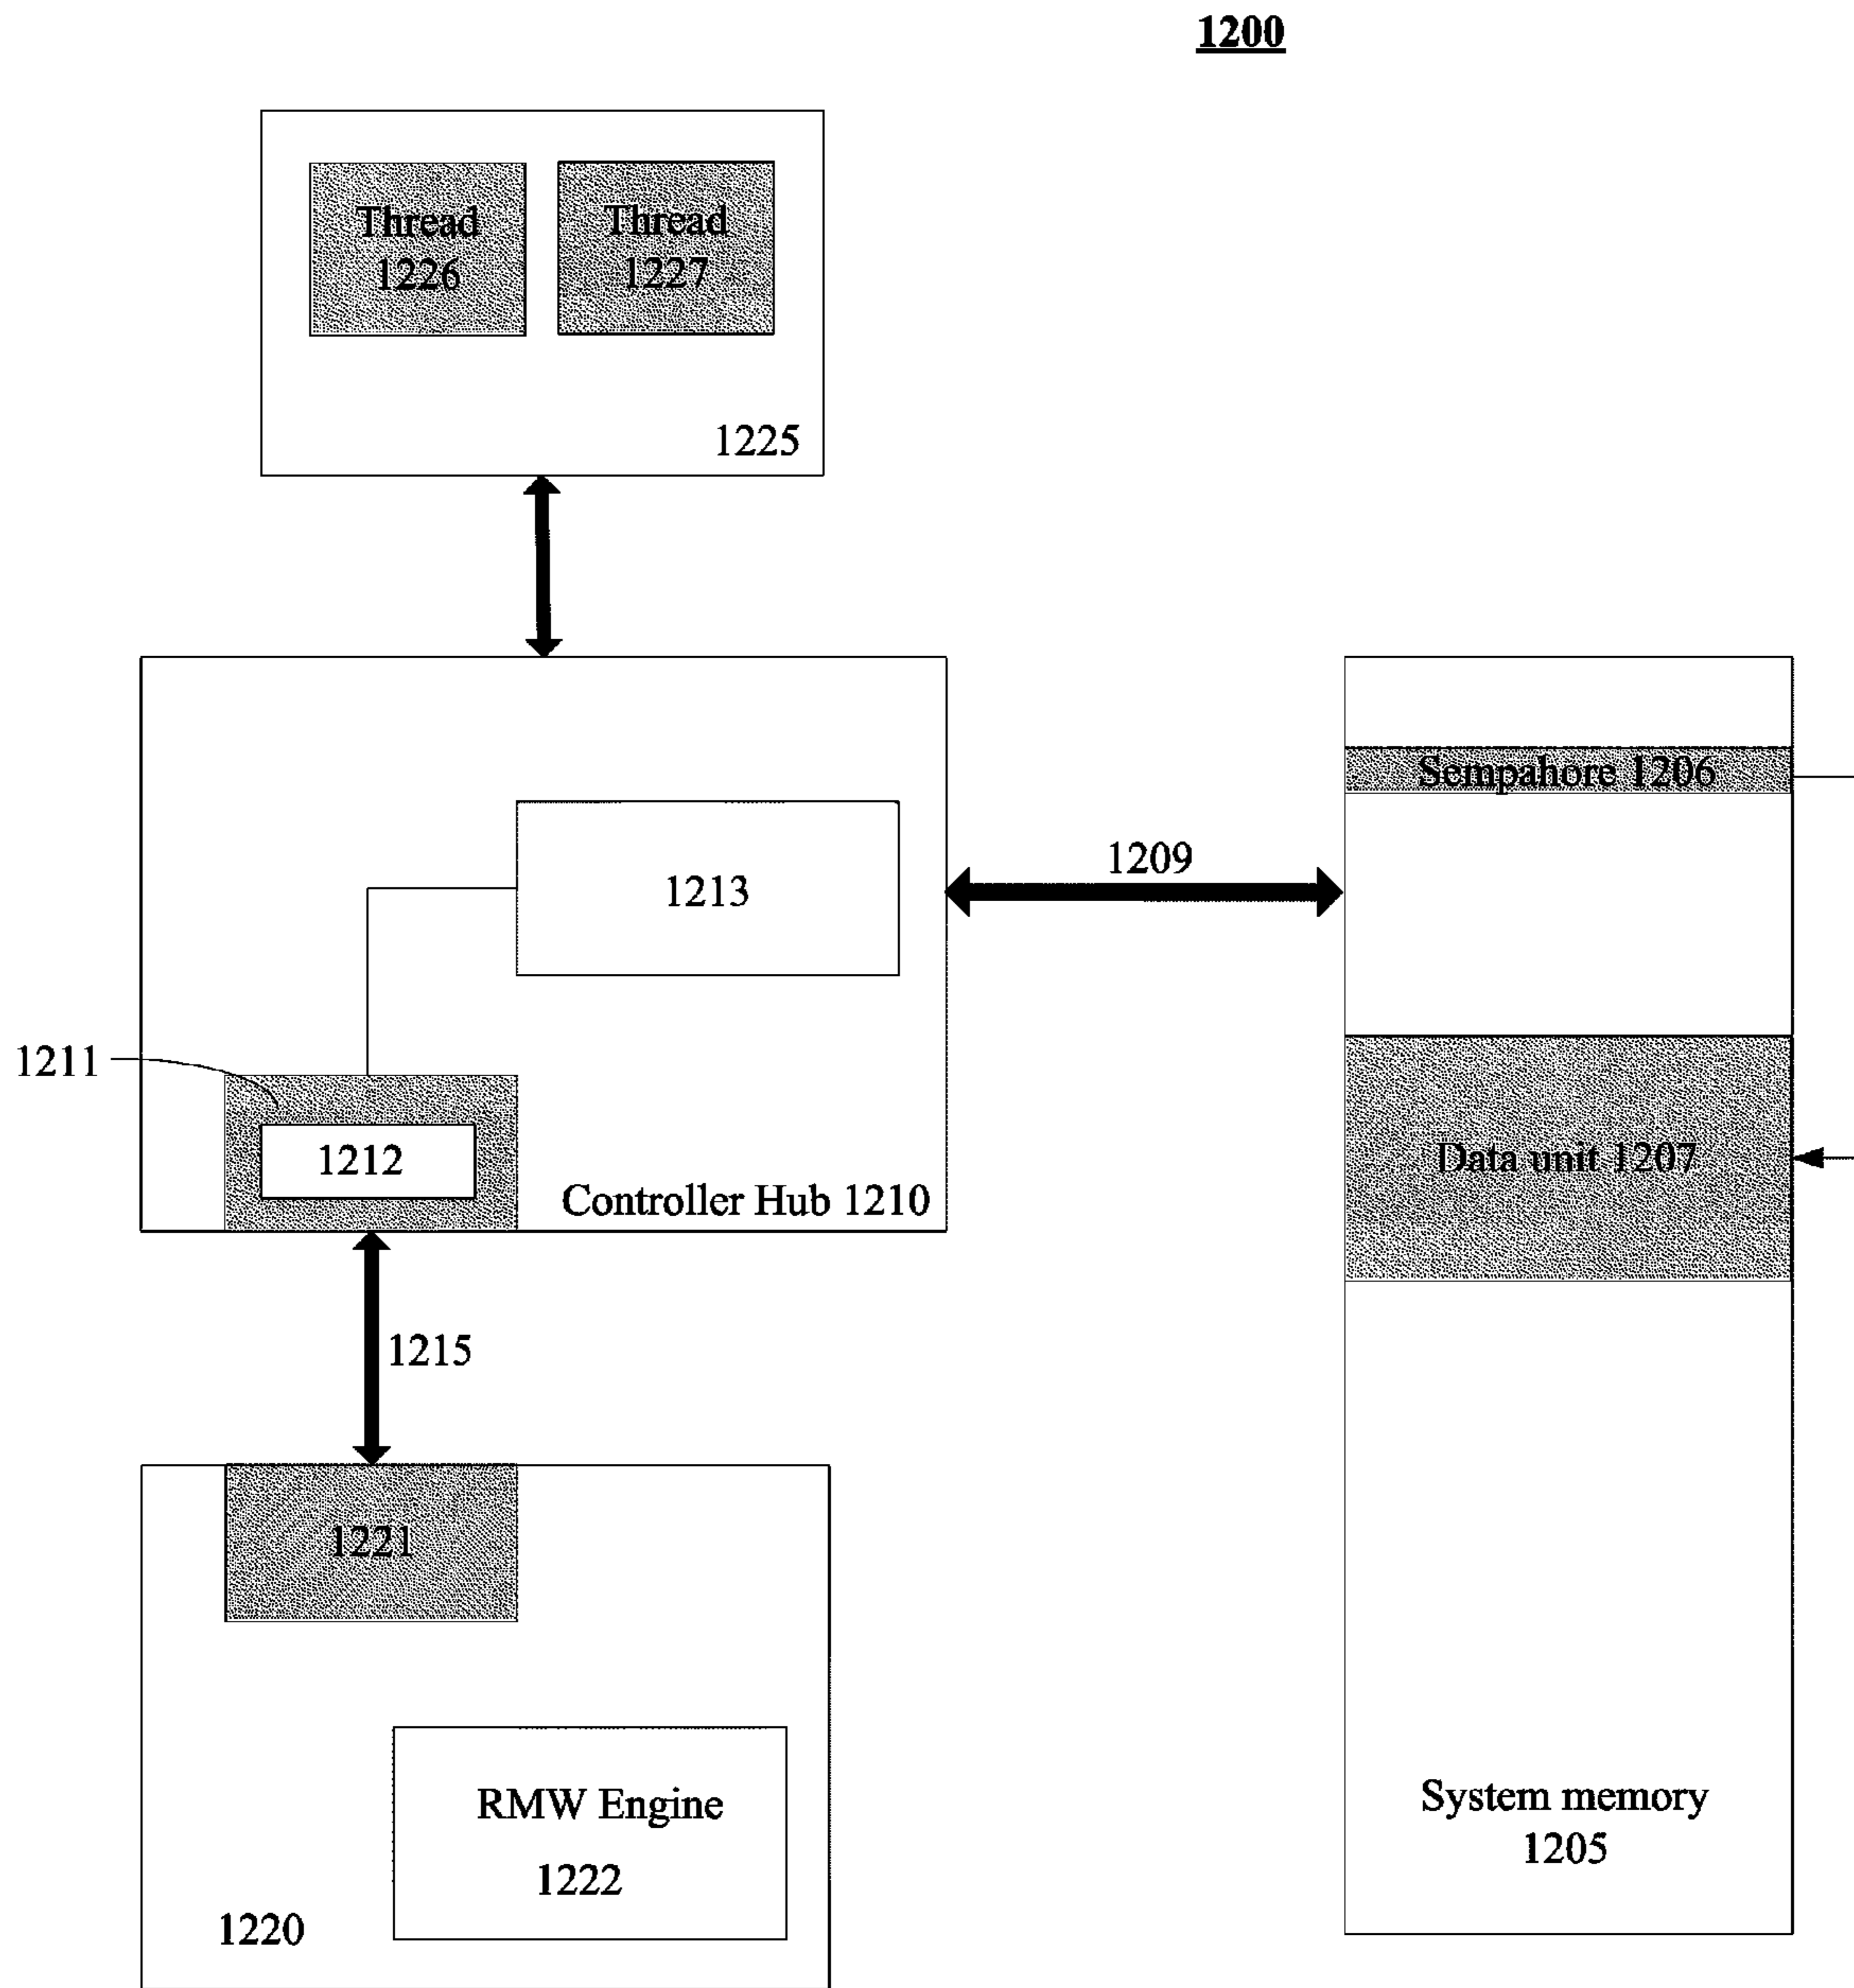 1200
Thread
1226
Thread
1227
1225
Sempahore 1206
1209
1213
1211
1212
Data unit 1207
Controller Hub 1210
1215
1221
RMW Engine
1222
System memory
1205
1220